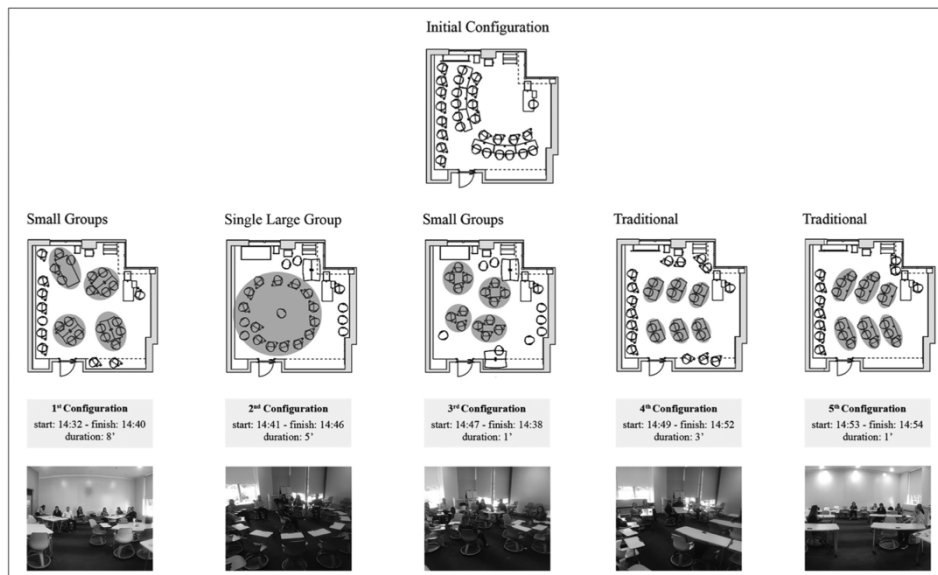 Initial Configuration
Small Groups
Single Large Group
Small Groups
Traditional
Traditional
1st Configuration
start: 14:32 - finish: 14:40
duration: 8’
2nd Configuration
start: 14:41 - finish: 14:46
duration: 5’
3rd Configuration
start: 14:47 - finish: 14:38
duration: 1’
4th Configuration
start: 14:49 - finish: 14:52
duration: 3’
5th Configuration
start: 14:53 - finish: 14:54
duration: 1’